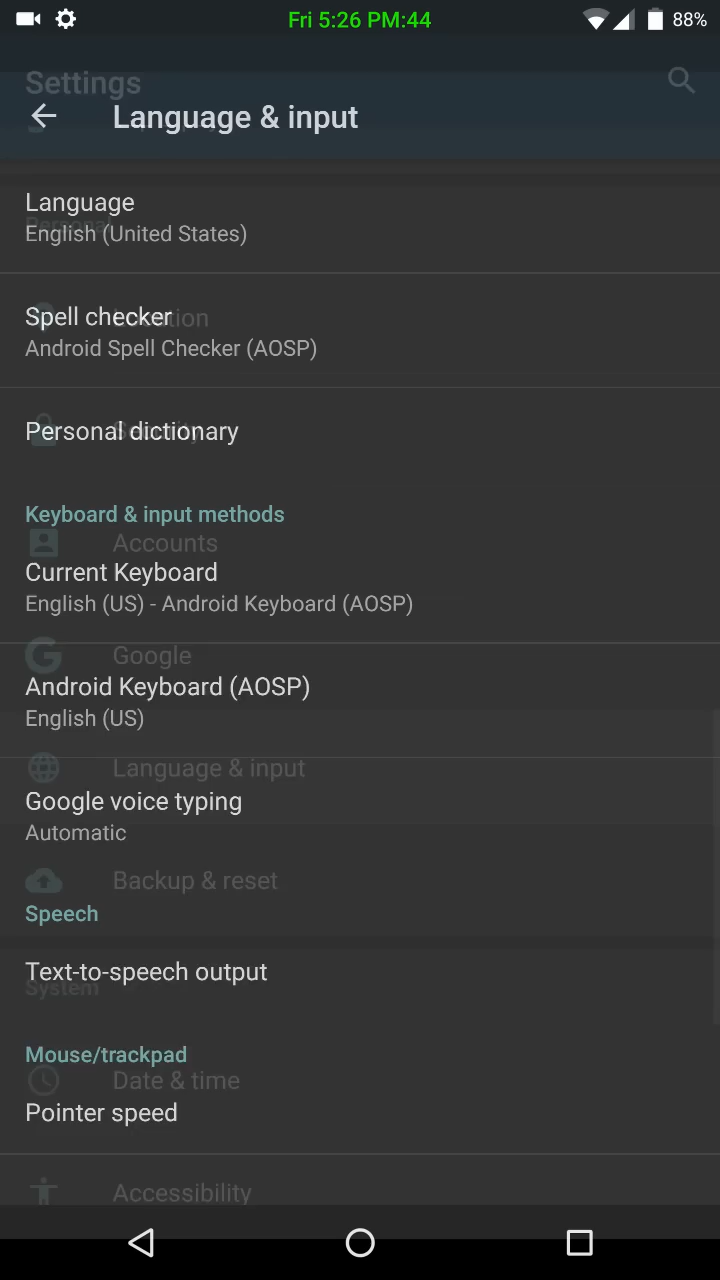 Fri 5:26 PM:44
88%
Settings
Language & input
Language
Personal
English (United States)
Spell checker
Location
Android Spell Checker (AOSP)
Personal dictionary
Security
Keyboard & input methods
Accounts
Current Keyboard
English (US) - Android Keyboard (AOSP)
Google
Android Keyboard (AOSP)
English (US)
Language & input
Google voice typing
Automatic
Backup & reset
Speech
Text-to-speech output
System
Mouse/trackpad
Date & time
Pointer speed
Accessibility